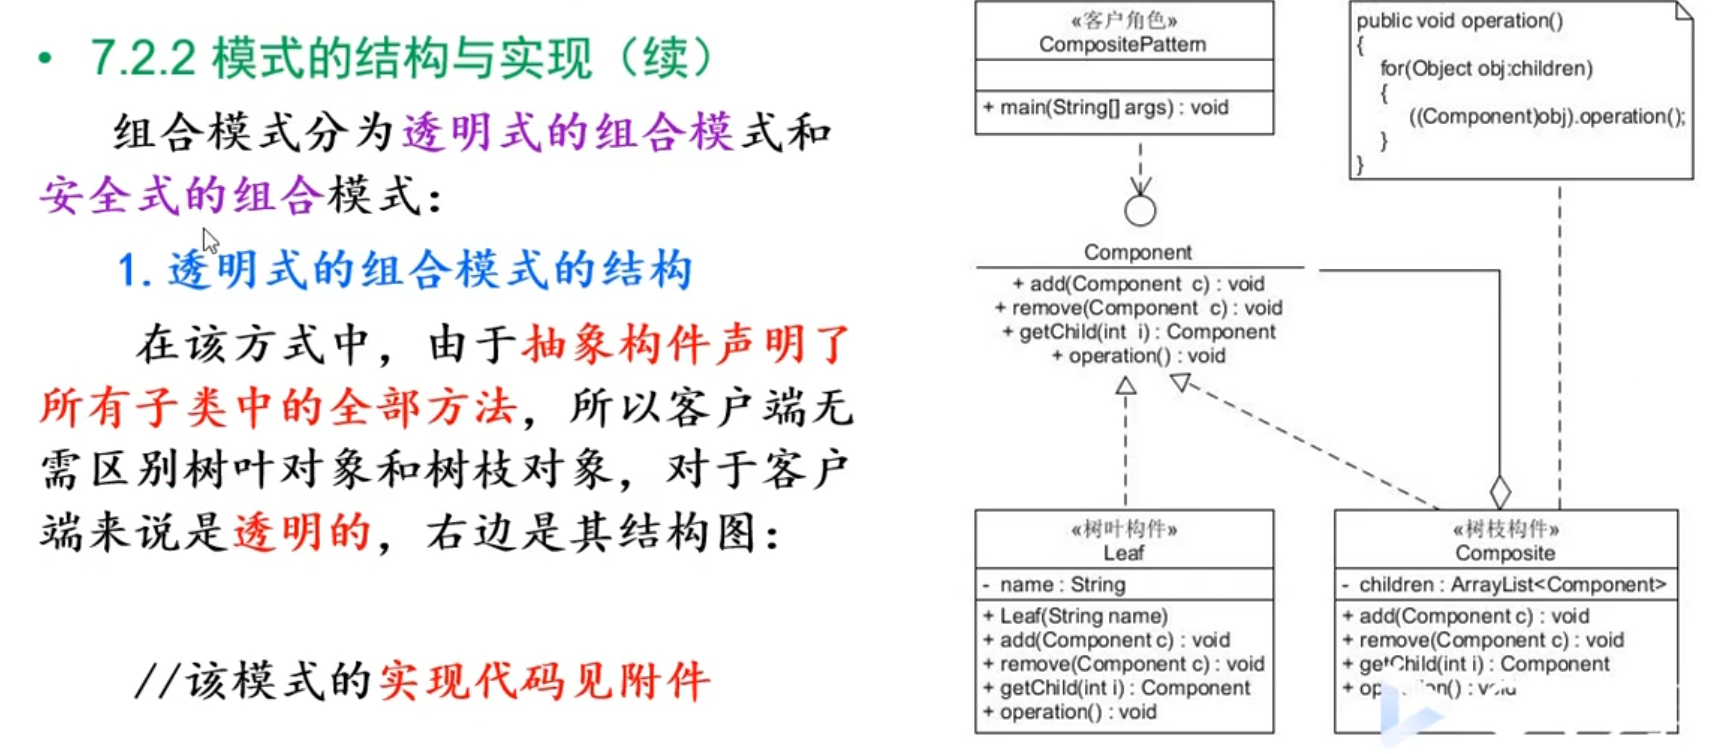 • 7.2.2 模式的结构与实现（续）
组合模式分为透明式的组合模式和
安全式的组合模式：
1. 透明式的组合模式的结构
在该方式中，由于抽象构件声明了
所有子类中的全部方法，所以客户端无
需区别树叶对象和树枝对象，对于客户
端来说是透明的，右边是其结构图：
//该模式的实现代码见附件
«客户角色»
CompositePattern
+ main(String[] args) : void
public void operation()
{
for(Object obj:children)
{
((Component)obj).operation();
}
}
Component
+ add(Component c) : void
+ remove(Component c) : void
+ getChild(int i) : Component
+ operation() : void
«树叶构件»
Leaf
- name : String
+ Leaf(String name)
+ add(Component c) : void
+ remove(Component c) : void
+ getChild(int i) : Component
+ operation() : void
«树枝构件»
Composite
- children : ArrayList<Component>
+ add(Component c) : void
+ remove(Component c) : void
+ getChild(int i) : Component
+ operation() : void